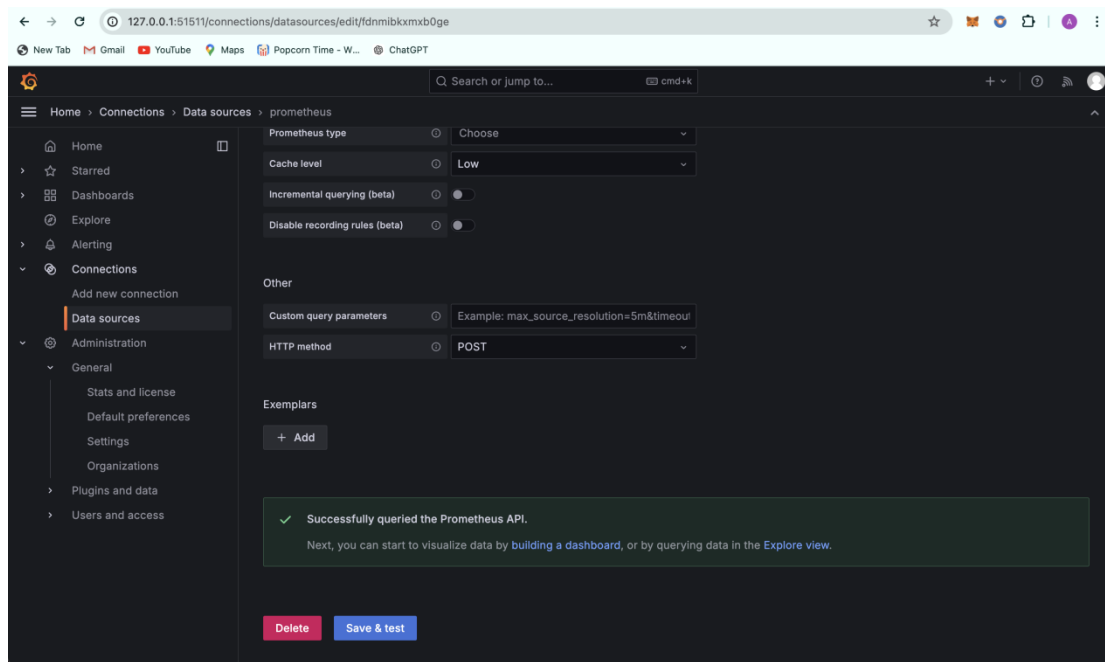 127.0.0.1:51511/connections/datasources/edit/fdnmibkxmxb0ge
A
New Tab Gmail YouTube Maps Popcorn Time - W... ChatGPT
Search or jump to... cmd+k
Home > Connections > Data sources > prometheus
Home
Starred
Dashboards
Explore
Alerting
Connections
Add new connection
Data sources
Administration
General
Stats and license
Default preferences
Settings
Organizations
Plugins and data
Users and access
Prometheus type Choose
Cache level Low
Incremental querying (beta)
Disable recording rules (beta)
Other
Custom query parameters Example: max_source_resolution=5m&timeout
HTTP method POST
Exemplars
+ Add
Successfully queried the Prometheus API.
Next, you can start to visualize data by building a dashboard, or by querying data in the Explore view.
Delete Save & test